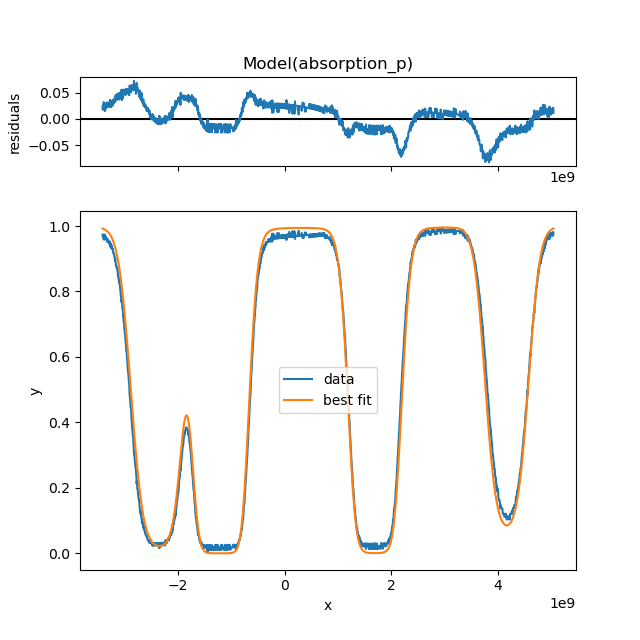 Model(absorption_p)
residuals
0.05
0.00
−0.05
1e9
y
1.0
0.8
0.6
0.4
0.2
0.0
data
best fit
−2
0
2
4
1e9
x